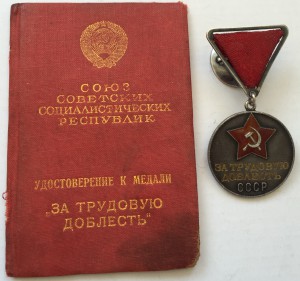 СОЮЗ
СОВЕТСКИХ
СОЦИАЛИСТИЧЕСКИХ
РЕСПУБЛИК
УДОСТОВЕРЕНИЕ К МЕДАЛИ
„ЗА ТРУДОВУЮ
ДОБЛЕСТЬ“
ЗА ТРУДОВУЮ
ДОБЛЕСТЬ
СССР